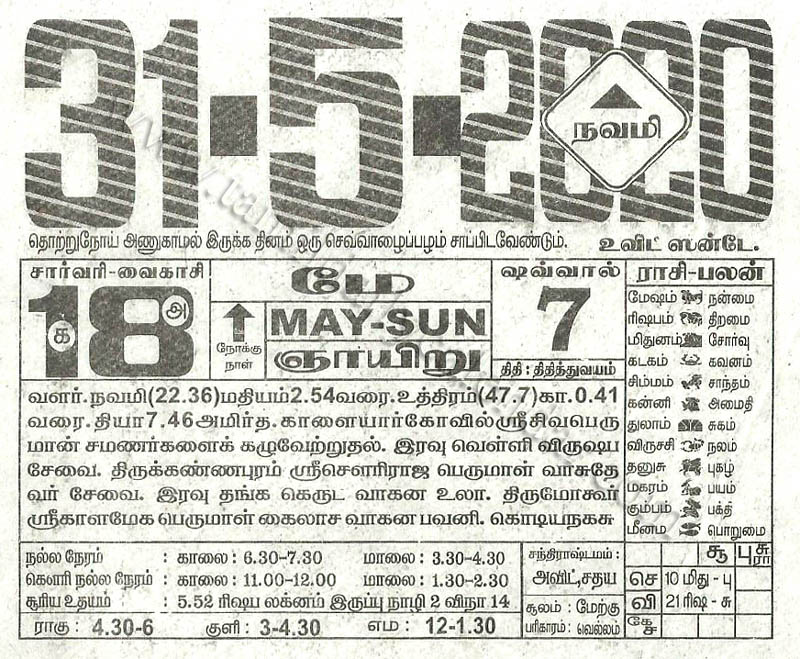 31-5-2020
நவமி
தொற்றுநோய் அணுகாமல் இருக்க தினம் ஒரு செவ்வாழைப்பழம் சாப்பிடவேண்டும். உவிட் ஸன்டே.
சார்வரி-வைகாசி
18
க அ
நோக்கு
நாள்
மே
MAY-SUN
ஞாயிறு
ஷவ்வால்
7
திதி : திதித்துவயம்
ராசி-பலன்
மேஷம் நன்மை
ரிஷபம் திறமை
மிதுனம் சோர்வு
கடகம் கவனம்
சிம்மம் சாந்தம்
கன்னி அமைதி
துலாம் சுகம்
விருச்சி நலம்
தனுசு புகழ்
மகரம் பயம்
கும்பம் பக்தி
மீனம் பொறுமை
வளர்.நவமி(22.36)மதியம்2.54வரை.உத்திரம்(47.7)கா.0.41
வரை.தியா7.46அமிர்த.காளையார்கோவில்ஸ்ரீசிவபெரு
மான் சமணர்களைக் கழுவேற்றுதல். இரவு வெள்ளி விருஷப
சேவை. திருக்கண்ணபுரம் ஸ்ரீசௌரிராஜ பெருமாள் வாசுதே
வர் சேவை. இரவு தங்க கெருட வாகன உலா. திருமோகூர்
ஸ்ரீகாளமேக பெருமாள் கைலாச வாகன பவனி. கொடியநகசு
நல்ல நேரம் : காலை: 6.30-7.30 மாலை: 3.30-4.30
கௌரி நல்ல நேரம் : காலை: 11.00-12.00 மாலை: 1.30-2.30
சூரிய உதயம் : 5.52 ரிஷப லக்னம் இருப்பு நாழி 2 விநா 14
ராகு : 4.30-6 குளி : 3-4.30 எம : 12-1.30
சந்திராஷ்டமம் :
அவிட்,சதய
சூலம் : மேற்கு
பரிகாரம் : வெல்லம்
சூ பு சு ரா
செ 10 மிது - பு
வி 21 ரிஷ - சு
கே